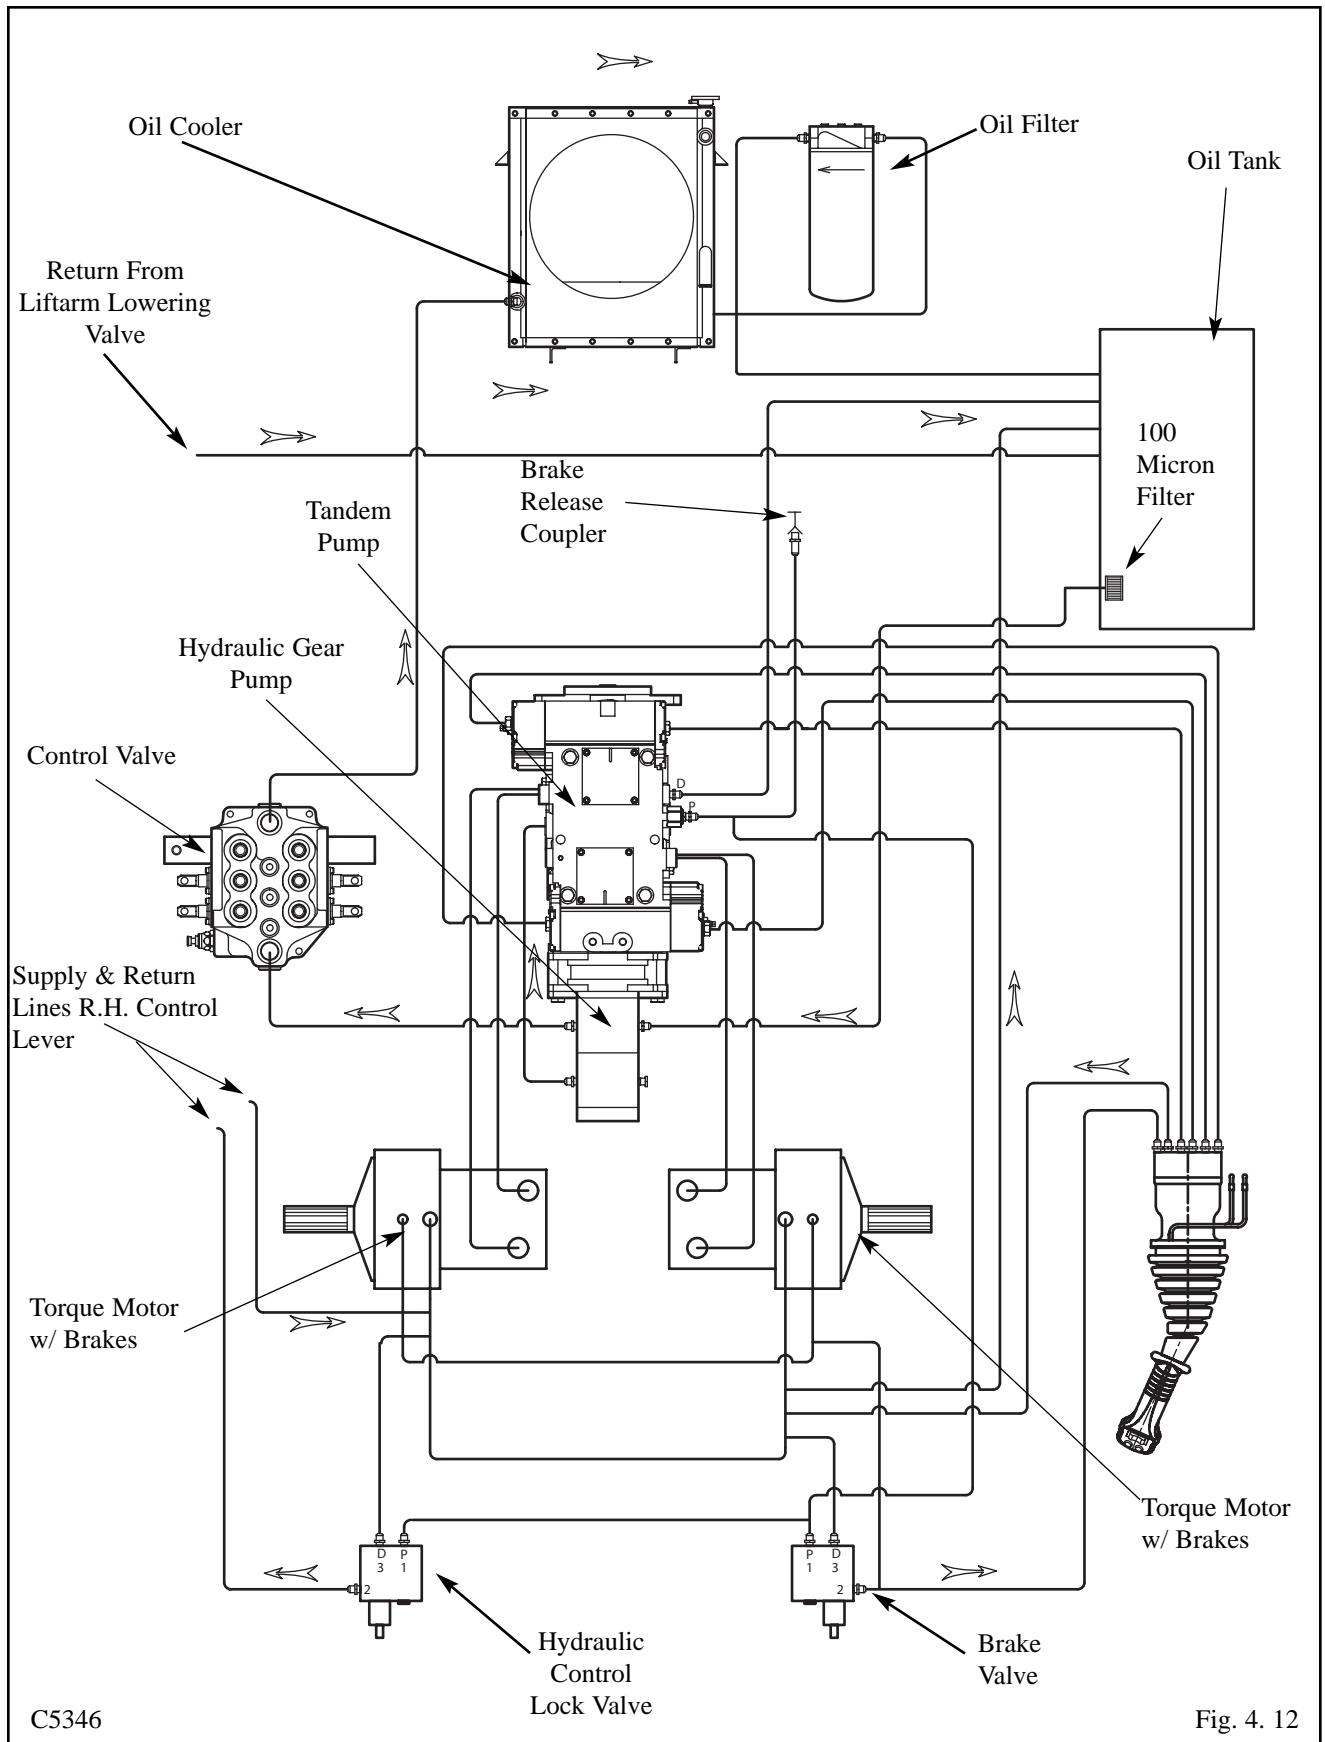 Oil Cooler
Oil Filter
Oil Tank
Return From
Liftarm Lowering
Valve
100
Micron
Filter
Brake
Release
Coupler
Tandem
Pump
Hydraulic Gear
Pump
Control Valve
D
P
Supply & Return
Lines R.H. Control
Lever
Torque Motor
w/ Brakes
Torque Motor
w/ Brakes
D P
3 1
2
P D
1 3
2
Hydraulic
Control
Lock Valve
Brake
Valve
C5346
Fig. 4. 12